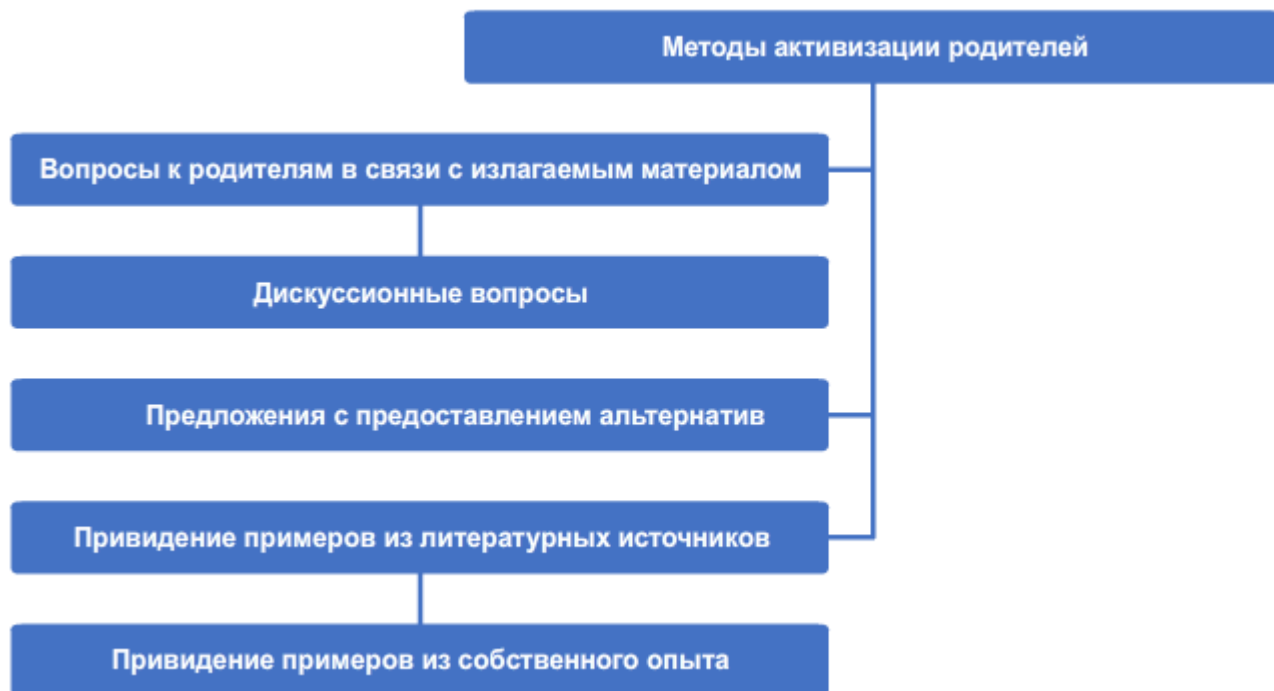 Методы активизации родителей
Вопросы к родителям в связи с излагаемым материалом
Дискуссионные вопросы
Предложения с предоставлением альтернатив
Привидение примеров из литературных источников
Привидение примеров из собственного опыта